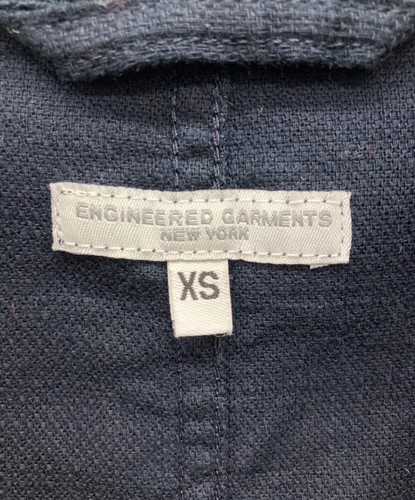 ENGINEERED GARMENTS
NEW YORK
XS